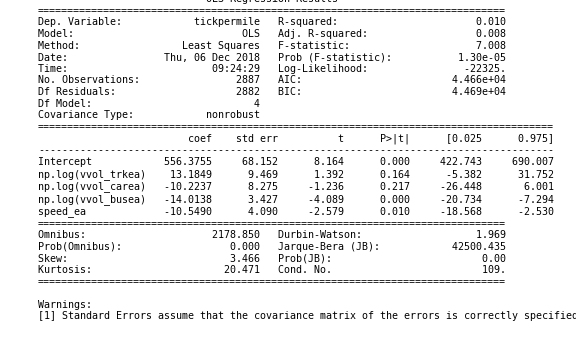 OLS Regression Results
==============================================================================
Dep. Variable:            tickpermile   R-squared:                       0.010
Model:                            OLS   Adj. R-squared:                  0.008
Method:                 Least Squares   F-statistic:                     7.008
Date:                Thu, 06 Dec 2018   Prob (F-statistic):           1.30e-05
Time:                        09:24:29   Log-Likelihood:                -22325.
No. Observations:                2887   AIC:                         4.466e+04
Df Residuals:                    2882   BIC:                         4.469e+04
Df Model:                           4
Covariance Type:            nonrobust
======================================================================================
                         coef    std err          t      P>|t|      [0.025      0.975]
--------------------------------------------------------------------------------------
Intercept            556.3755     68.152      8.164      0.000     422.743     690.007
np.log(vvol_trkea)    13.1849      9.469      1.392      0.164      -5.382      31.752
np.log(vvol_carea)   -10.2237      8.275     -1.236      0.217     -26.448       6.001
np.log(vvol_busea)   -14.0138      3.427     -4.089      0.000     -20.734      -7.294
speed_ea             -10.5490      4.090     -2.579      0.010     -18.568      -2.530
==============================================================================
Omnibus:                     2178.850   Durbin-Watson:                   1.969
Prob(Omnibus):                  0.000   Jarque-Bera (JB):            42500.435
Skew:                           3.466   Prob(JB):                         0.00
Kurtosis:                      20.471   Cond. No.                         109.
==============================================================================
Warnings:
[1] Standard Errors assume that the covariance matrix of the errors is correctly specified